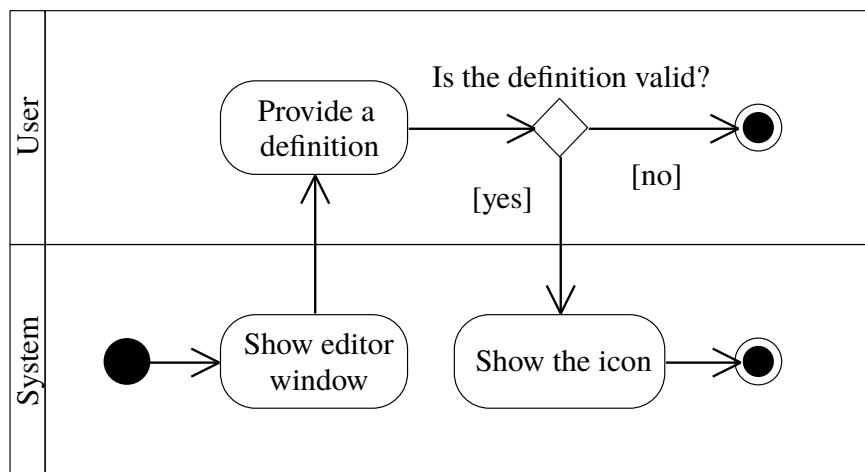 User
Is the definition valid?
Provide a
definition
[yes]
[no]
System
Show editor
window
Show the icon